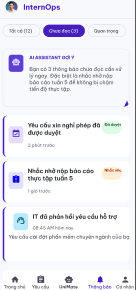 InternOps
Tất cả (12) Chưa đọc (3) Quan trọng
AI ASSISTANT GỢI Ý
Bạn có 3 thông báo chưa đọc cần xử
lý ngay. Đặc biệt là nhắc nhở nộp
báo cáo tuần 5 để không bị chậm
tiến độ thực tập.
Yêu cầu xin nghỉ phép đã
được duyệt
Đã duyệt
2 phút trước
Nhắc nhở nộp báo cáo
thực tập tuần 5
Nhắc nhở
1 giờ trước
IT đã phản hồi yêu cầu hỗ trợ
08:45 AM hôm nay
Yêu cầu cài đặt phần mềm chuyên ngành của bạ
Trang chủ Yêu cầu UniMate Thông báo Cá nhân